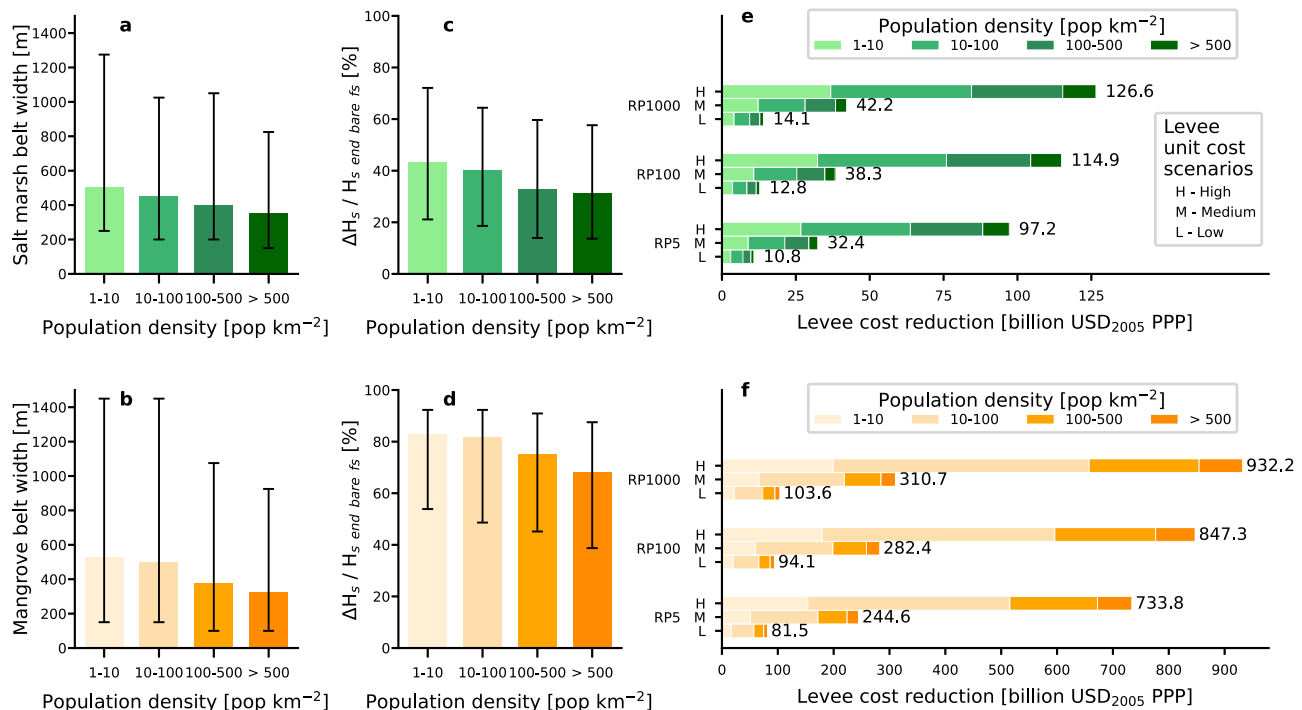 a
Salt marsh belt width [m]
1400
1200
1000
800
600
400
200
0
1-10 10-100 100-500 > 500
Population density [pop km⁻²]
c
ΔHₛ / Hₛ end bare fs [%]
100
80
60
40
20
0
1-10 10-100 100-500 > 500
Population density [pop km⁻²]
e
Population density [pop km⁻²]
1-10 10-100 100-500 > 500
RP1000
H 126.6
M 42.2
L 14.1
RP100
H 114.9
M 38.3
L 12.8
RP5
H 97.2
M 32.4
L 10.8
Levee
unit cost
scenarios
H - High
M - Medium
L - Low
0 25 50 75 100 125
Levee cost reduction [billion USD₂₀₀₅ PPP]
b
Mangrove belt width [m]
1400
1200
1000
800
600
400
200
0
1-10 10-100 100-500 > 500
Population density [pop km⁻²]
d
ΔHₛ / Hₛ end bare fs [%]
100
80
60
40
20
0
1-10 10-100 100-500 > 500
Population density [pop km⁻²]
f
Population density [pop km⁻²]
1-10 10-100 100-500 > 500
RP1000
H 932.2
M 310.7
L 103.6
RP100
H 847.3
M 282.4
L 94.1
RP5
H 733.8
M 244.6
L 81.5
0 100 200 300 400 500 600 700 800 900
Levee cost reduction [billion USD₂₀₀₅ PPP]